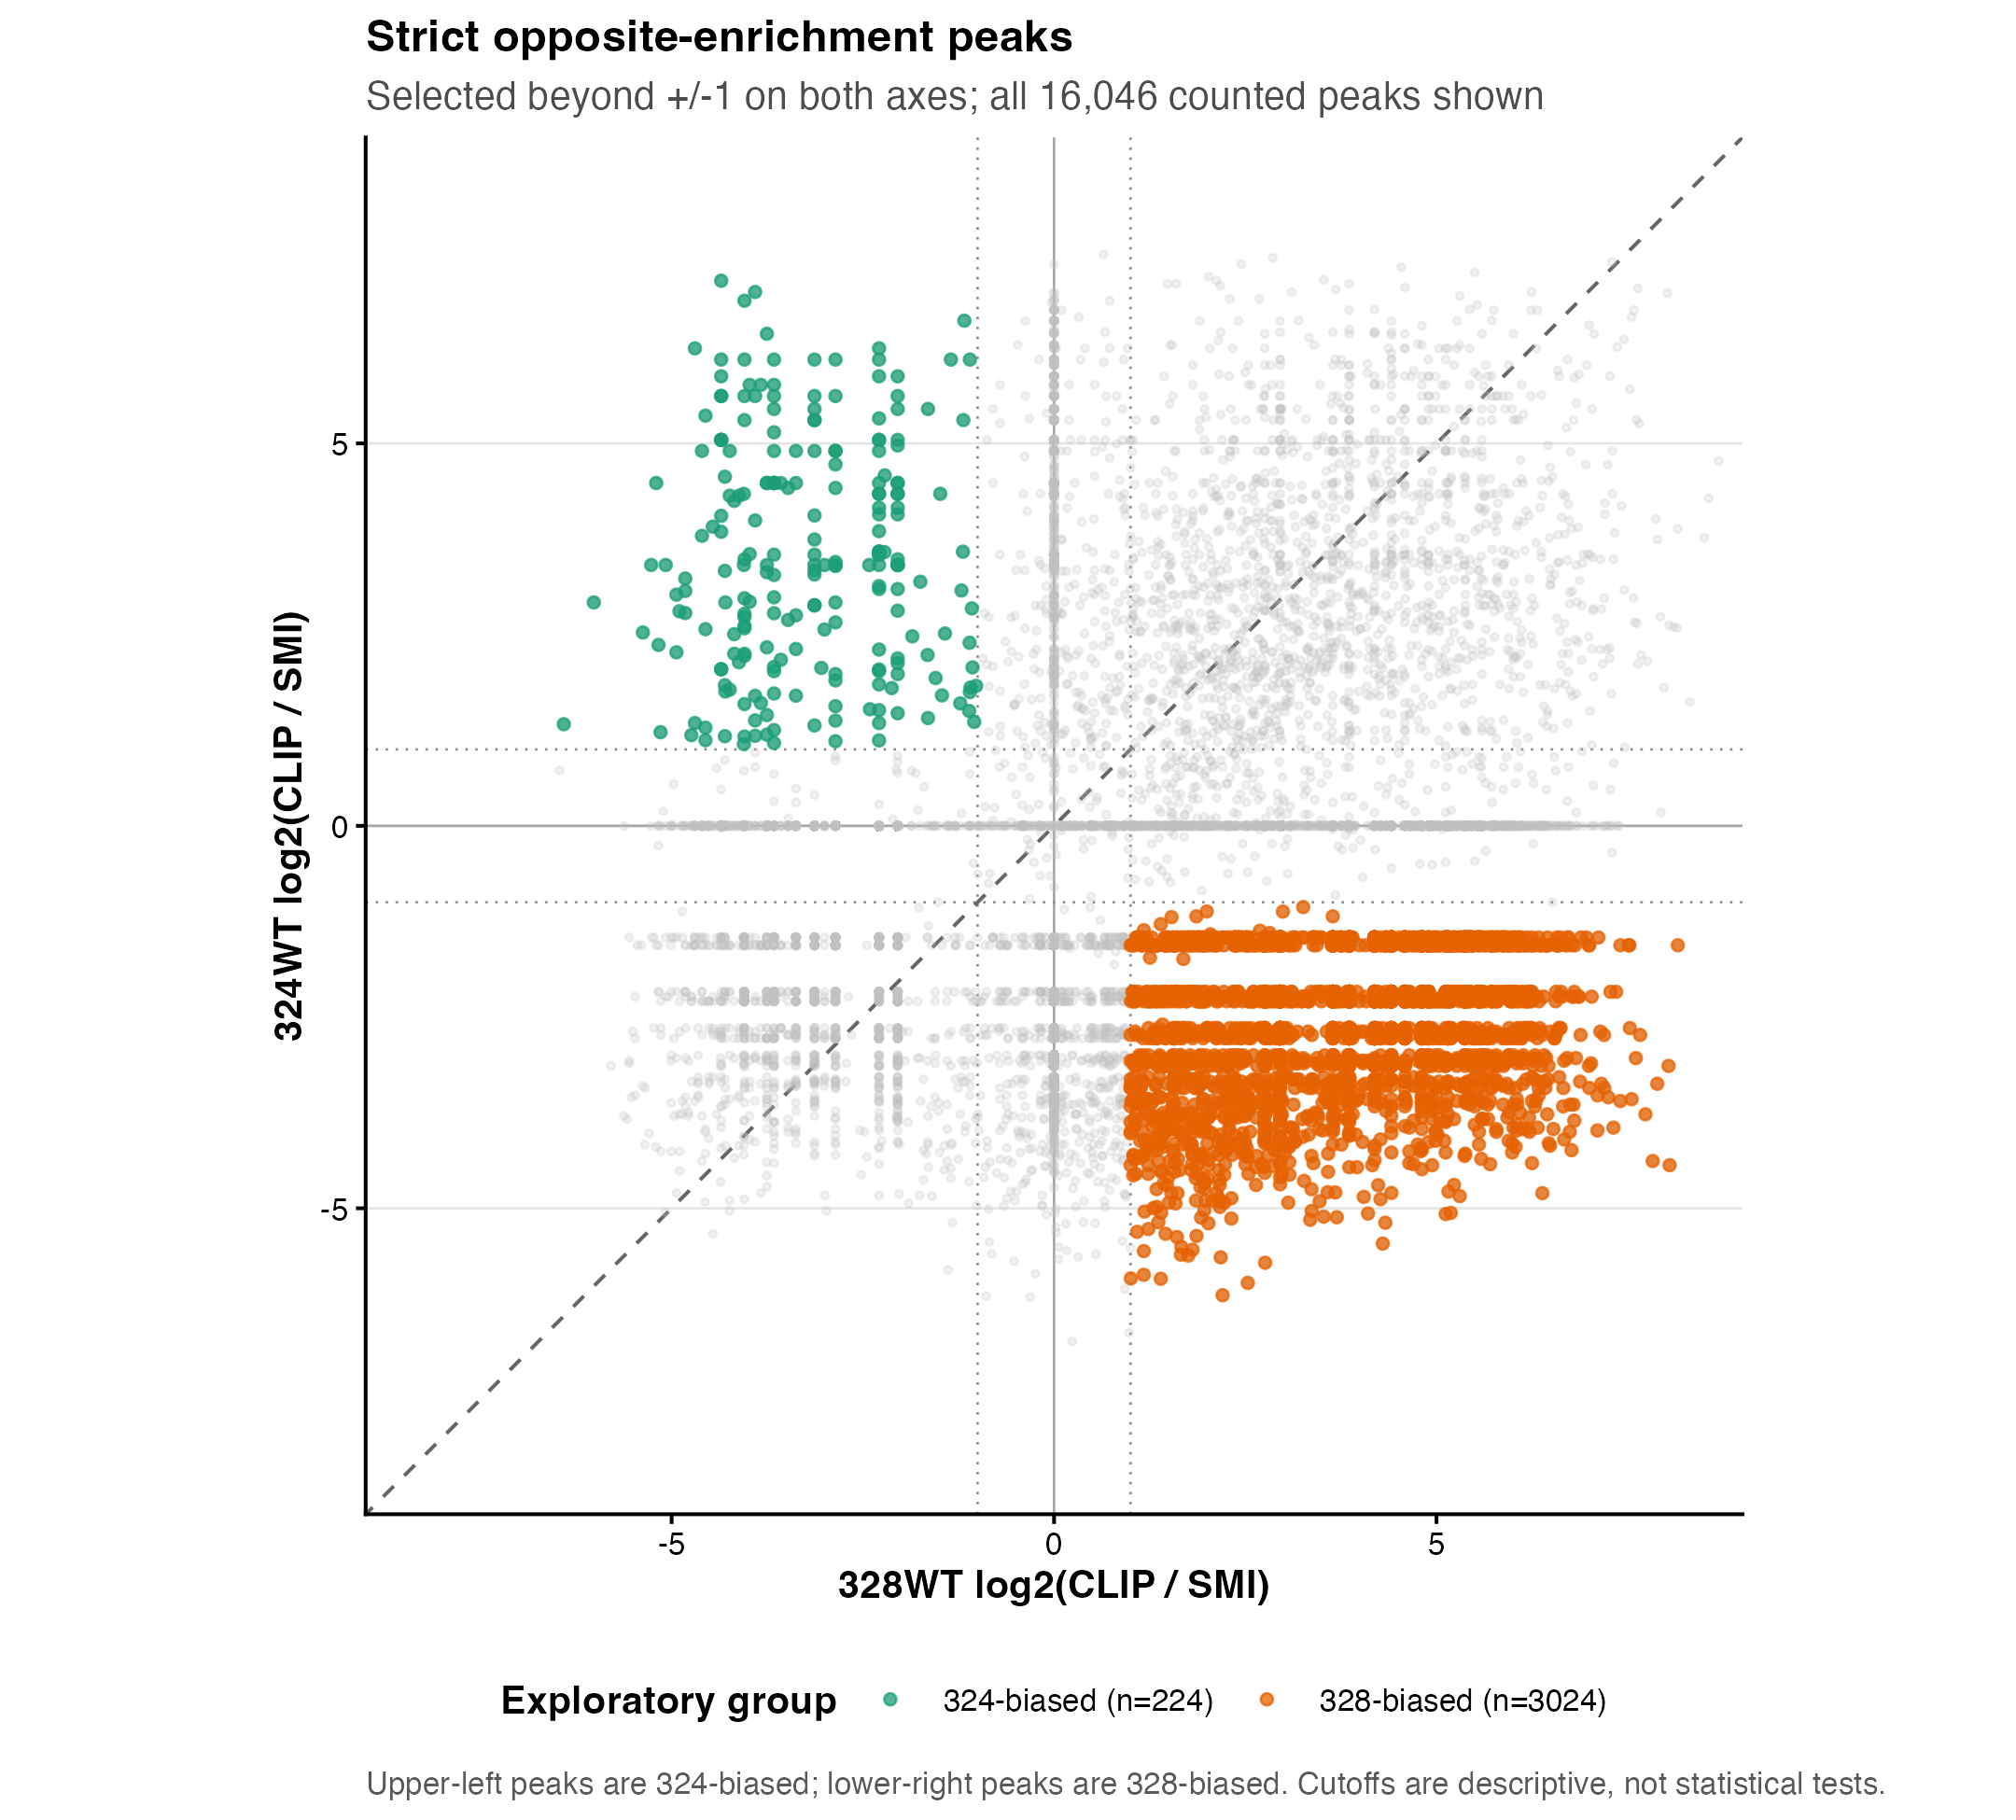 Strict opposite-enrichment peaks
Selected beyond +/-1 on both axes; all 16,046 counted peaks shown
324WT log2(CLIP / SMI)
5
0
-5
-5
0
5
328WT log2(CLIP / SMI)
Exploratory group
324-biased (n=224)
328-biased (n=3024)
Upper-left peaks are 324-biased; lower-right peaks are 328-biased. Cutoffs are descriptive, not statistical tests.